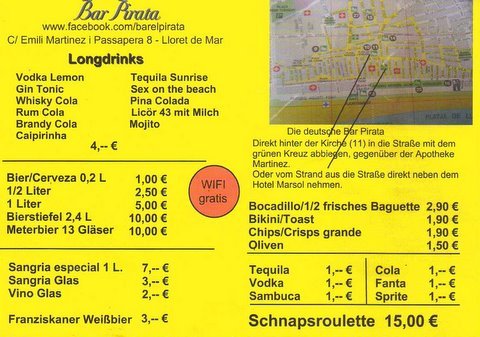 Bar Pirata
www.facebook.com/barelpirata
C/ Emili Martinez i Passapera 8 - Lloret de Mar
Longdrinks
Vodka Lemon Tequila Sunrise
Gin Tonic Sex on the beach
Whisky Cola Pina Colada
Rum Cola Licör 43 mit Milch
Brandy Cola Mojito
Caipirinha
4,-- €
Bier/Cerveza 0,2 L 1,00 €
1/2 Liter 2,50 €
1 Liter 5,00 €
Bierstiefel 2,4 L 10,00 €
Meterbier 13 Gläser 10,00 €
WIFI
gratis
Sangria especial 1 L. 7,-- €
Sangria Glas 3,-- €
Vino Glas 2,-- €
Franziskaner Weißbier 3,-- €
Die deutsche Bar Pirata
Direkt hinter der Kirche (11) in die Straße mit dem
grünen Kreuz abbiegen, gegenüber der Apotheke
Martinez.
Oder vom Strand aus die Straße direkt neben dem
Hotel Marsol nehmen.
Bocadillo/1/2 frisches Baguette 2,90 €
Bikini/Toast 1,90 €
Chips/Crisps grande 1,90 €
Oliven 1,50 €
Tequila 1,-- € Cola 1,-- €
Vodka 1,-- € Fanta 1,-- €
Sambuca 1,-- € Sprite 1,-- €
Schnapsroulette 15,00 €